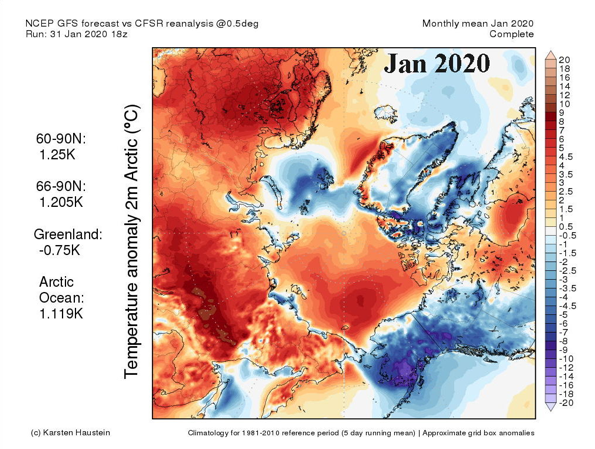 NCEP GFS forecast vs CFSR reanalysis @0.5deg
Run: 31 Jan 2020 18z
Monthly mean Jan 2020
Complete
Jan 2020
60-90N:
1.25K
66-90N:
1.205K
Greenland:
-0.75K
Arctic
Ocean:
1.119K
Temperature anomaly 2m Arctic (°C)
20
18
16
14
12
10
9
8
7
6
5
4.5
4
3.5
3
2.5
2
1.5
1
0.5
-0.5
-1
-1.5
-2
-2.5
-3
-3.5
-4
-4.5
-5
-6
-7
-8
-9
-10
-12
-14
-16
-18
-20
(c) Karsten Haustein
Climatology for 1981-2010 reference period (5 day running mean) | Approximate grid box anomalies